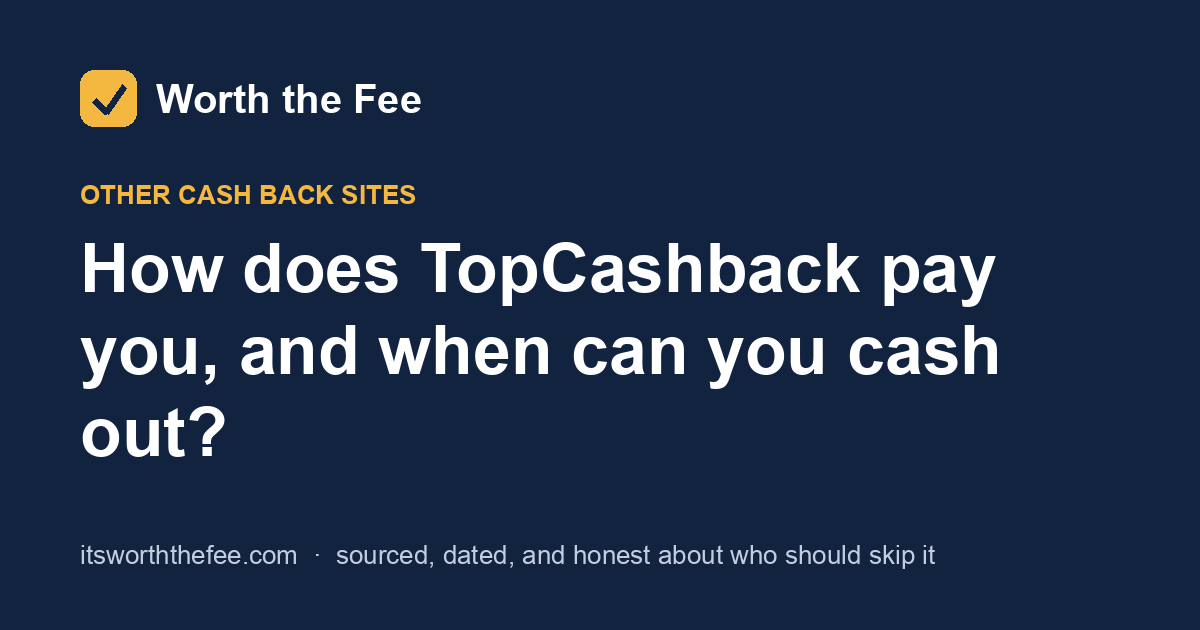 Worth the Fee
OTHER CASH BACK SITES
How does TopCashback pay
you, and when can you cash
out?
itsworththefee.com · sourced, dated, and honest about who should skip it